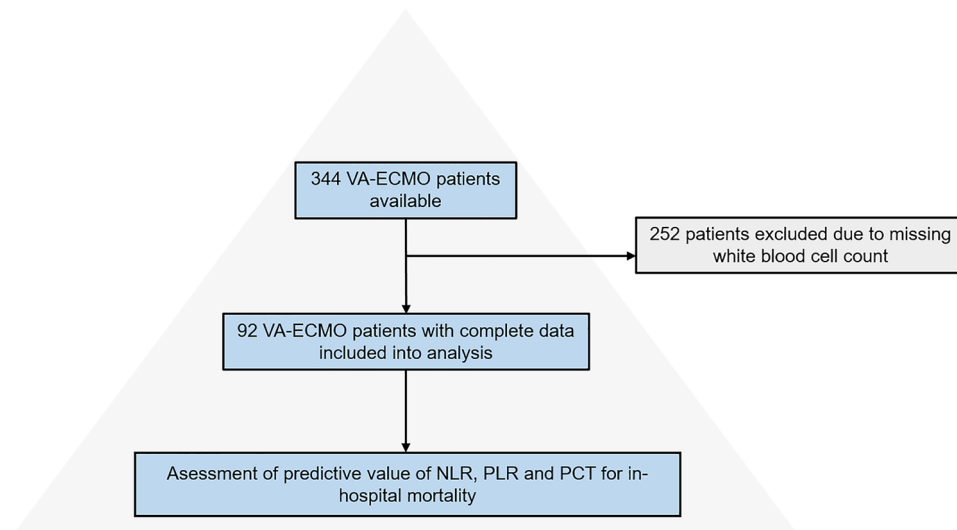 344 VA-ECMO patients
available
252 patients excluded due to missing
white blood cell count
92 VA-ECMO patients with complete data
included into analysis
Asessment of predictive value of NLR, PLR and PCT for in-
hospital mortality